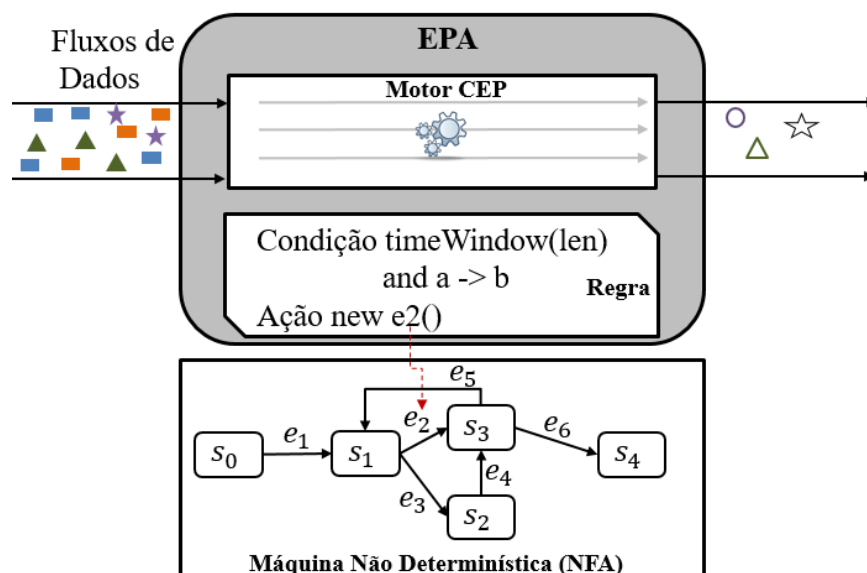 Fluxos de
Dados
EPA
Motor CEP
Condição timeWindow(len)
and a -> b
Regra
Ação new e2()
e₅
e₂
e₁
e₆
s₀
s₁
s₃
s₄
e₄
e₃
s₂
Máquina Não Determinística (NFA)